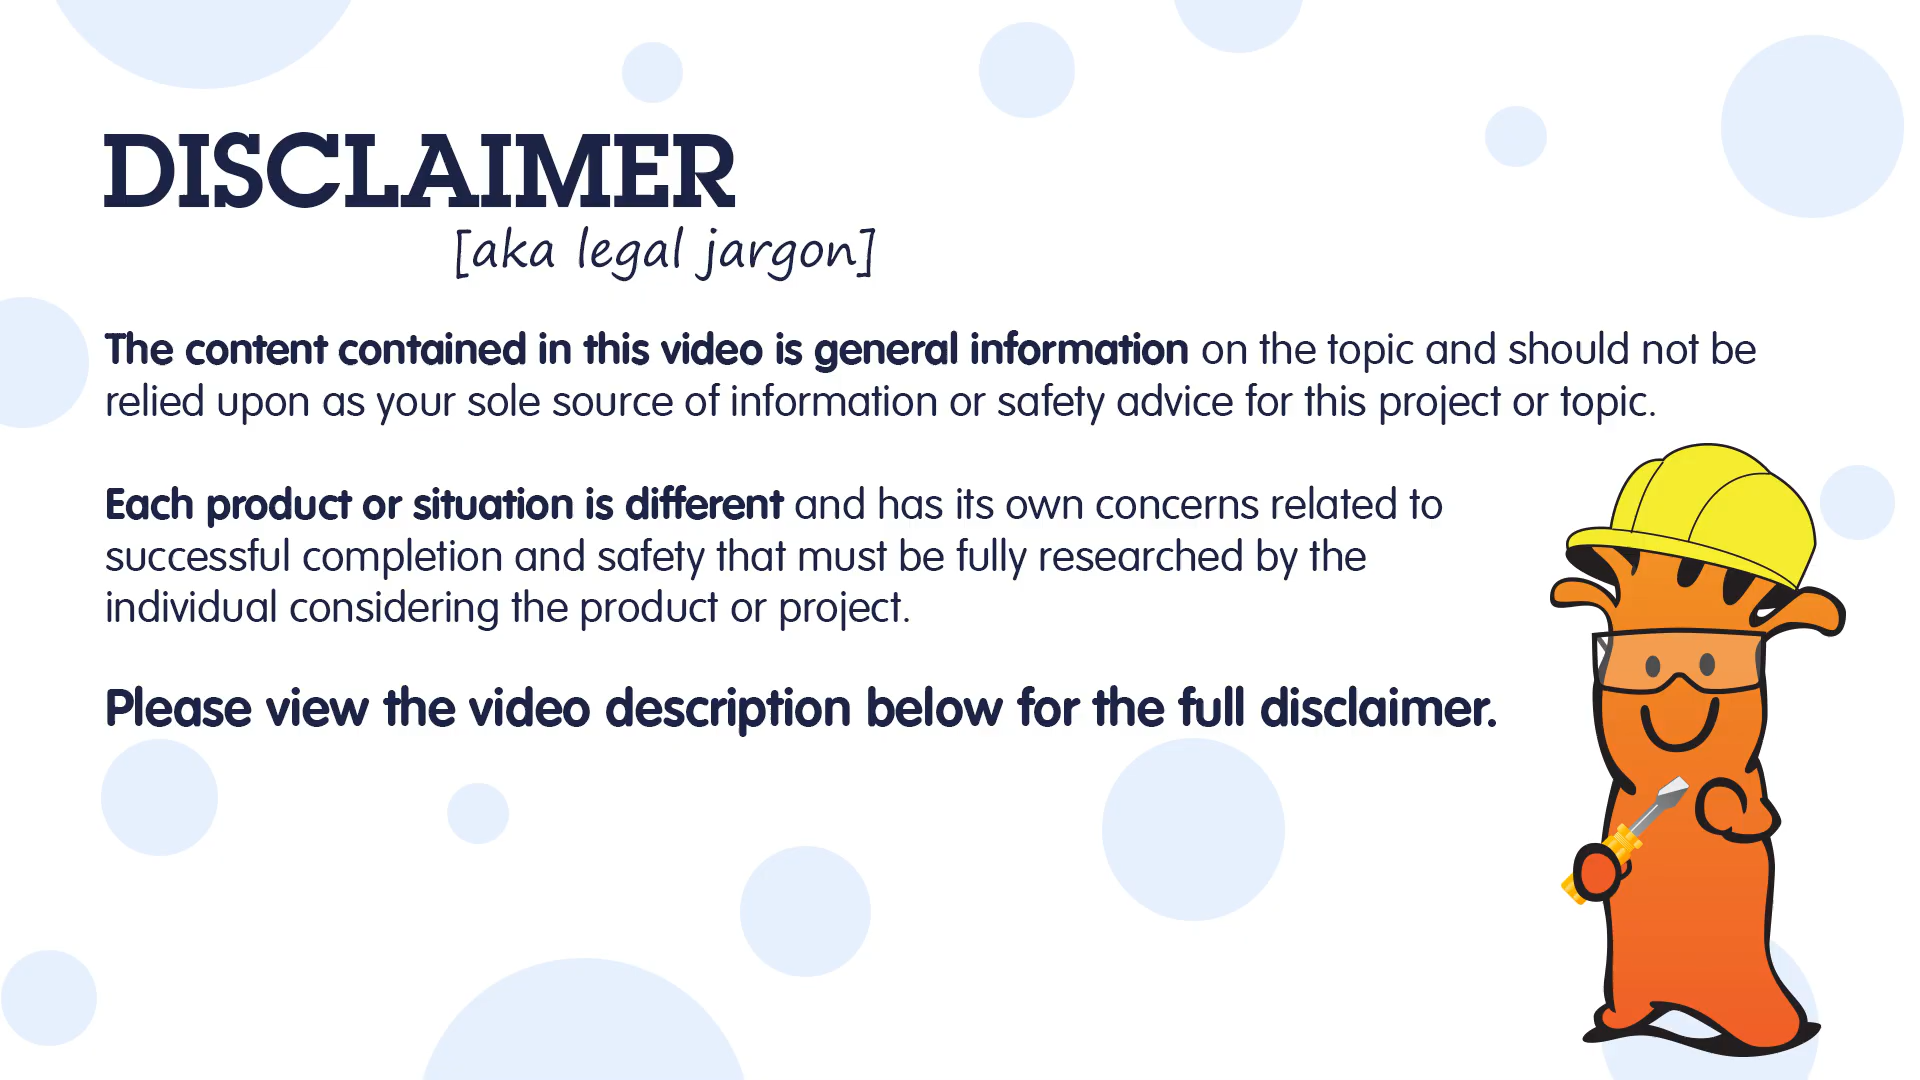 DISCLAIMER
[aka legal jargon]
The content contained in this video is general information on the topic and should not be
relied upon as your sole source of information or safety advice for this project or topic.
Each product or situation is different and has its own concerns related to
successful completion and safety that must be fully researched by the
individual considering the product or project.
Please view the video description below for the full disclaimer.